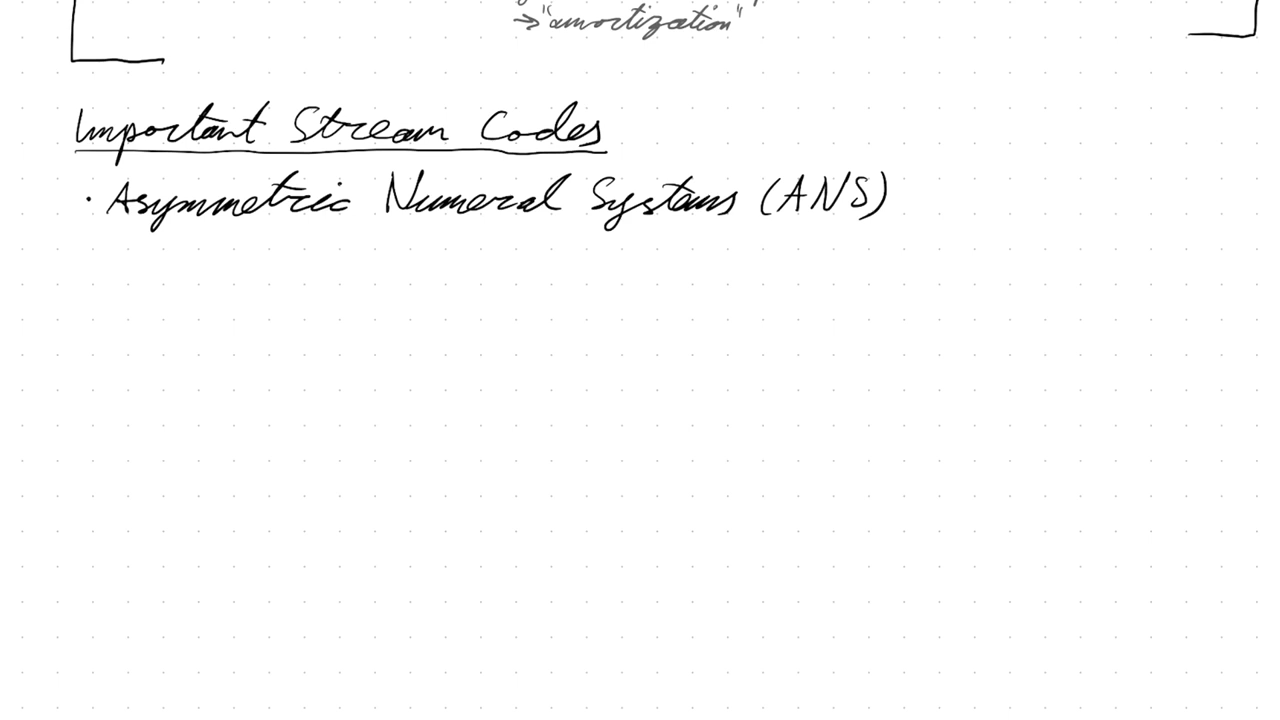 → "amortization"
Important Stream Codes
· Asymmetric Numeral Systems (ANS)